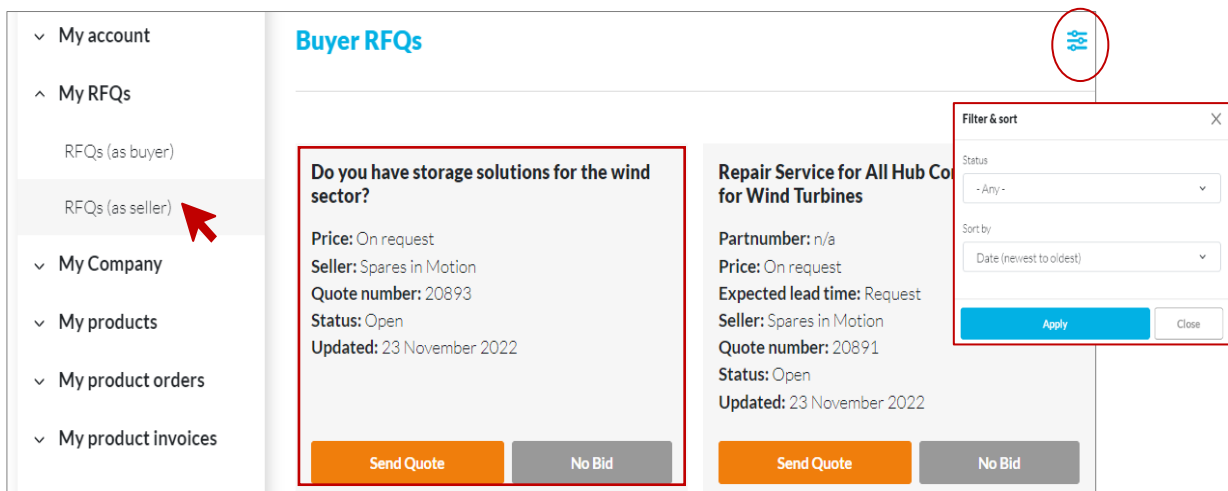 My account
My RFQs
RFQs (as buyer)
RFQs (as seller)
My Company
My products
My product orders
My product invoices
Buyer RFQs
Do you have storage solutions for the wind
sector?
Price: On request
Seller: Spares in Motion
Quote number: 20893
Status: Open
Updated: 23 November 2022
Send Quote
No Bid
Repair Service for All Hub
for Wind Turbines
Partnumber: n/a
Price: On request
Expected lead time: Request
Seller: Spares in Motion
Quote number: 20891
Status: Open
Updated: 23 November 2022
Send Quote
No Bid
Filter & sort
X
Status
- Any -
Sort by
Date (newest to oldest)
Apply
Close